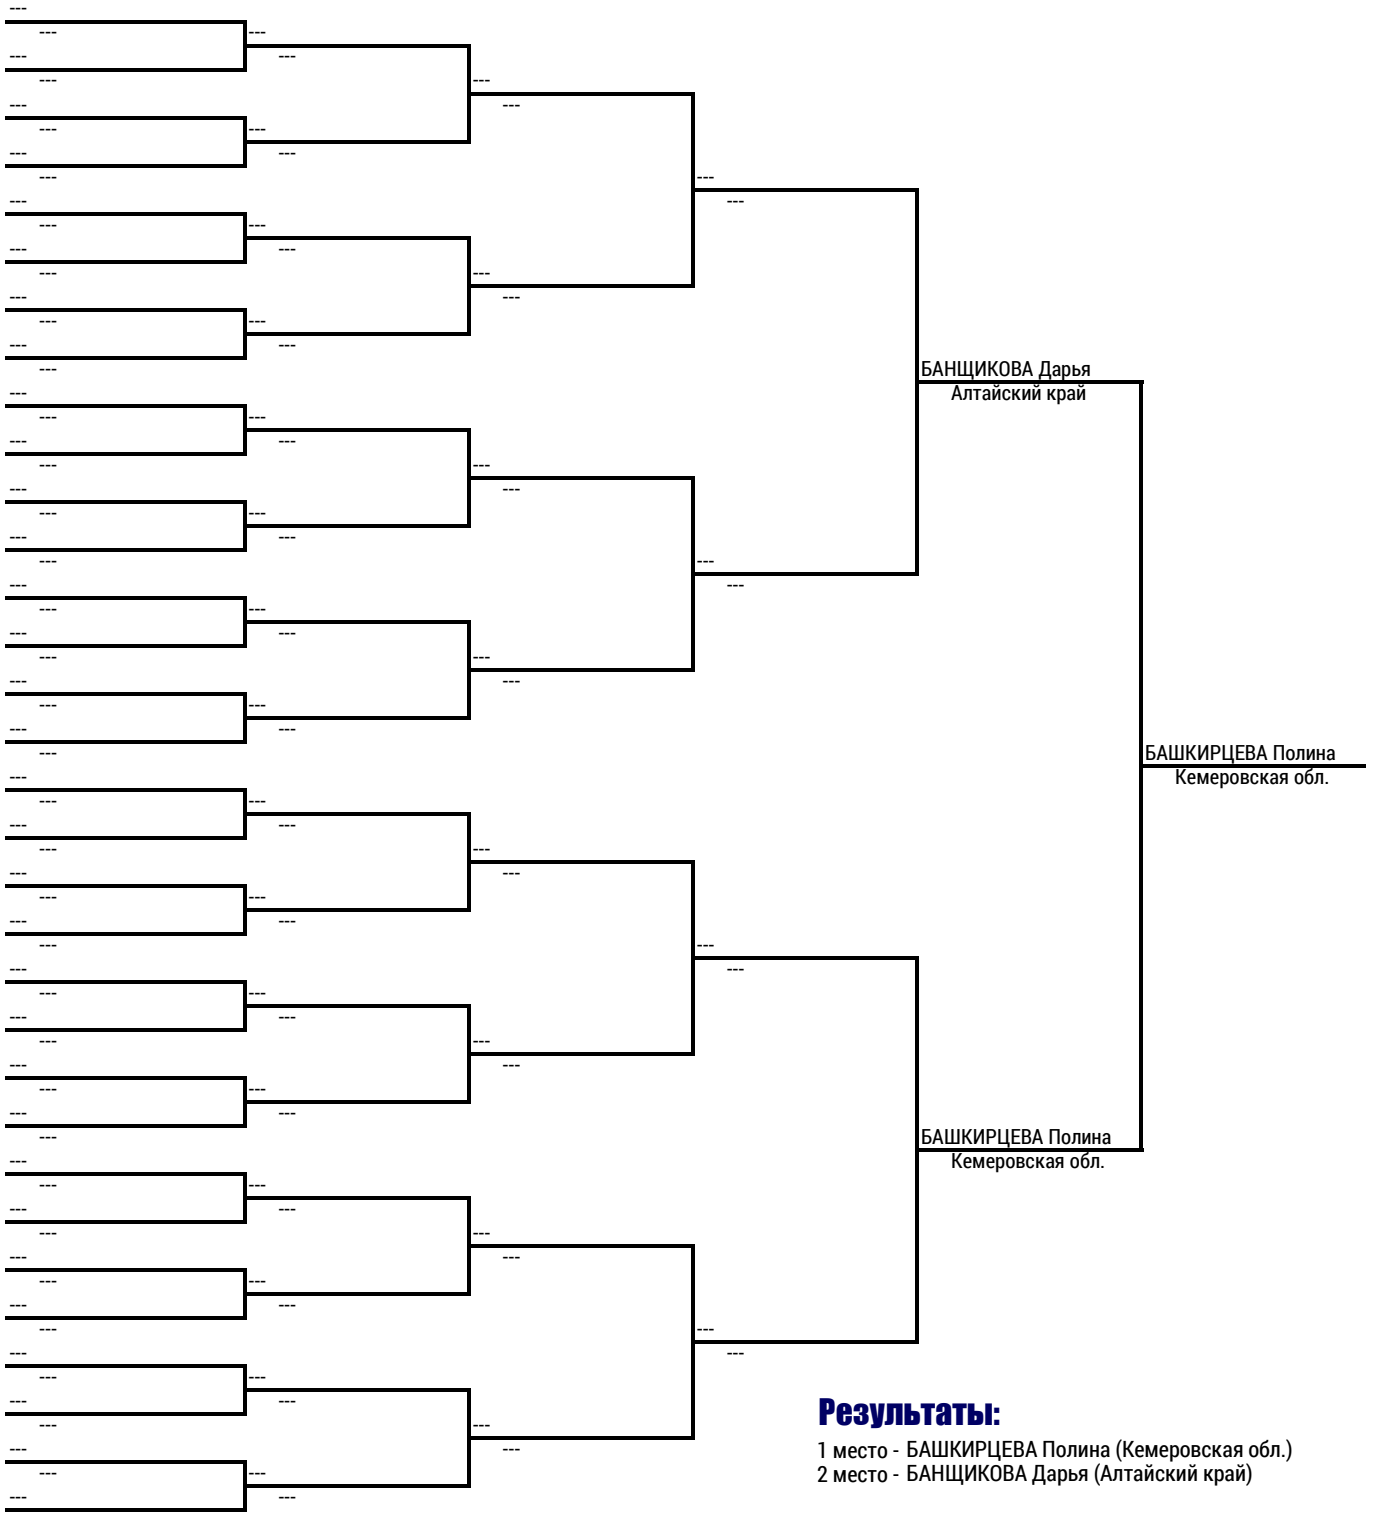 БАНЩИКОВА Дарья
Алтайский край
БАШКИРЦЕВА Полина
Кемеровская обл.
БАШКИРЦЕВА Полина
Кемеровская обл.
Результаты:
1 место - БАШКИРЦЕВА Полина (Кемеровская обл.)
2 место - БАНЩИКОВА Дарья (Алтайский край)